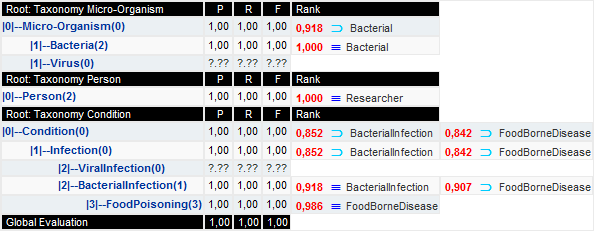 Root: Taxonomy Micro-Organism P R F Rank
|0|--Micro-Organism(0) 1,00 1,00 1,00 0,918 ⊃ Bacterial
|1|--Bacteria(2) 1,00 1,00 1,00 1,000 ≡ Bacterial
|1|--Virus(0) ?.?? ?.?? ?.??
Root: Taxonomy Person P R F Rank
|0|--Person(2) 1,00 1,00 1,00 1,000 ≡ Researcher
Root: Taxonomy Condition P R F Rank
|0|--Condition(0) 1,00 1,00 1,00 0,852 ⊃ BacterialInfection 0,842 ⊃ FoodBorneDisease
|1|--Infection(0) 1,00 1,00 1,00 0,852 ⊃ BacterialInfection 0,842 ⊃ FoodBorneDisease
|2|--ViralInfection(0) ?.?? ?.?? ?.??
|2|--BacterialInfection(1) 1,00 1,00 1,00 0,918 ≡ BacterialInfection 0,907 ⊃ FoodBorneDisease
|3|--FoodPoisoning(3) 1,00 1,00 1,00 0,986 ≡ FoodBorneDisease
Global Evaluation 1,00 1,00 1,00